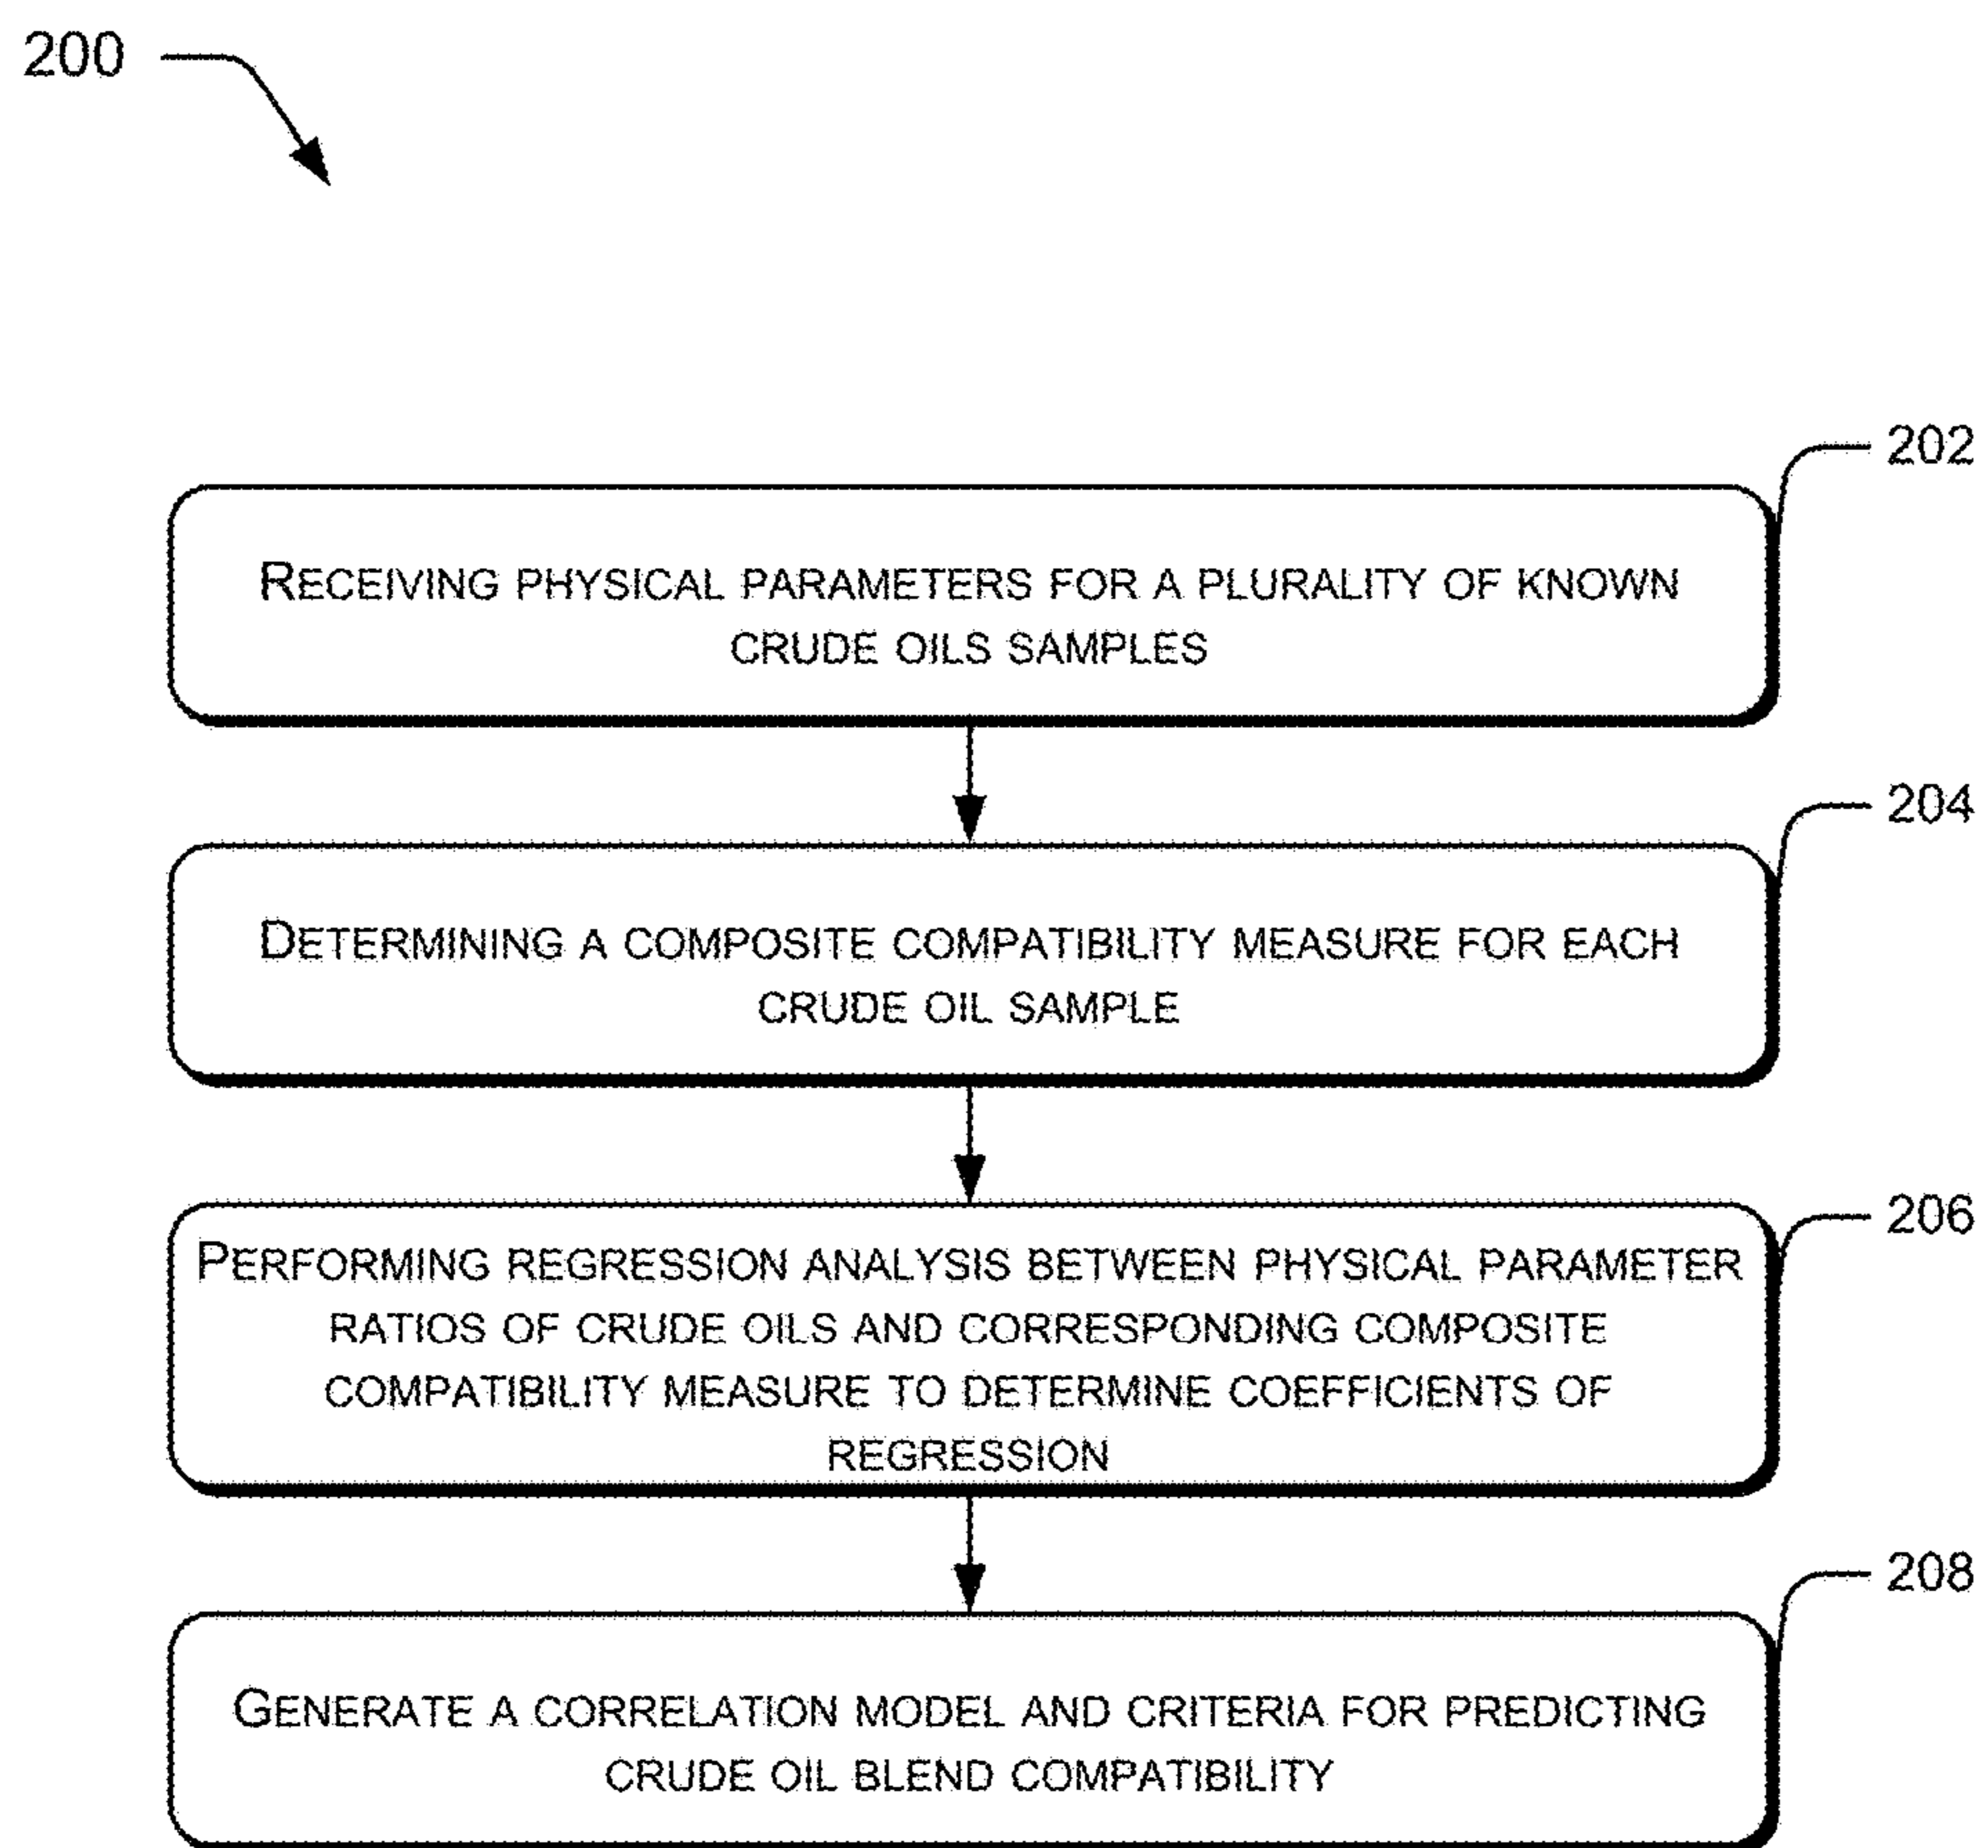 200
202
RECEIVING PHYSICAL PARAMETERS FOR A PLURALITY OF KNOWN
CRUDE OILS SAMPLES
204
DETERMINING A COMPOSITE COMPATIBILITY MEASURE FOR EACH
CRUDE OIL SAMPLE
206
PERFORMING REGRESSION ANALYSIS BETWEEN PHYSICAL PARAMETER
RATIOS OF CRUDE OILS AND CORRESPONDING COMPOSITE
COMPATIBILITY MEASURE TO DETERMINE COEFFICIENTS OF
REGRESSION
208
GENERATE A CORRELATION MODEL AND CRITERIA FOR PREDICTING
CRUDE OIL BLEND COMPATIBILITY